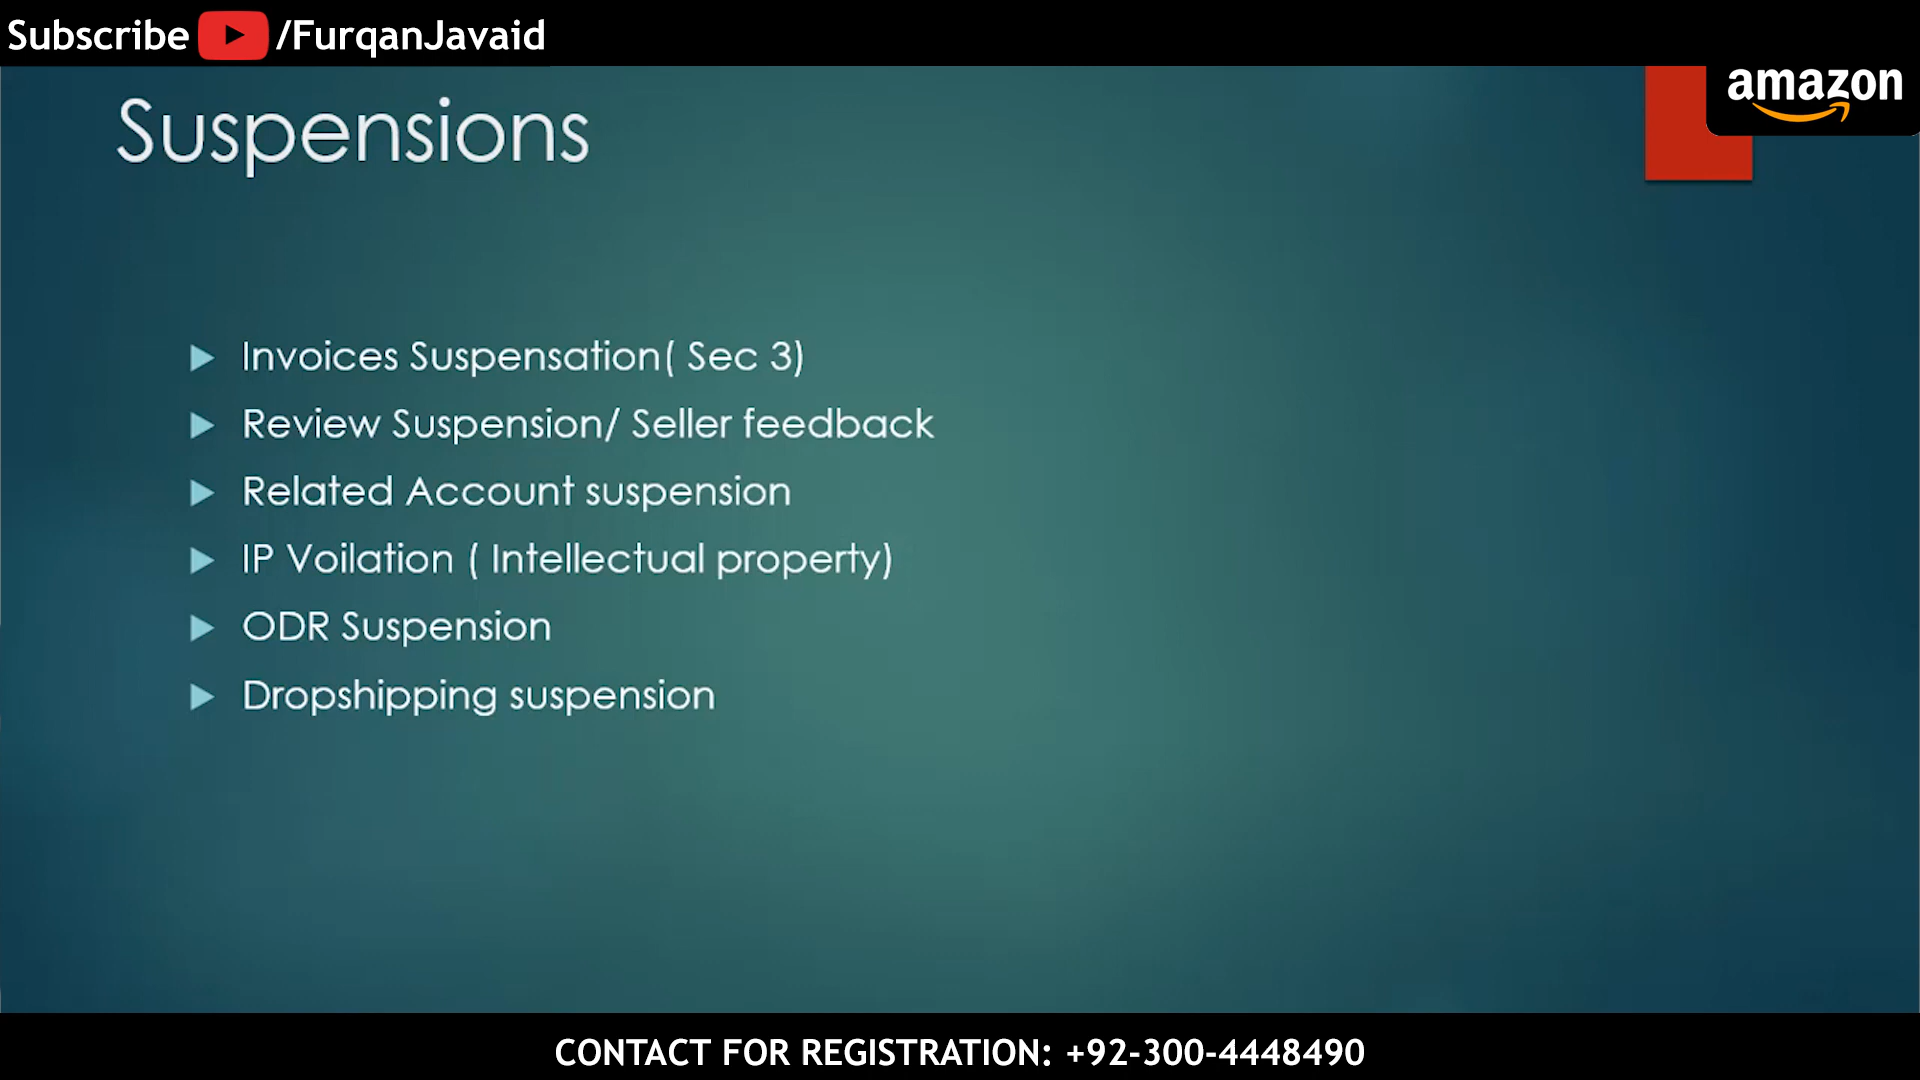 Subscribe /FurqanJavaid
amazon
Suspensions
Invoices Suspensation( Sec 3)
Review Suspension/ Seller feedback
Related Account suspension
IP Voilation ( Intellectual property)
ODR Suspension
Dropshipping suspension
CONTACT FOR REGISTRATION: +92-300-4448490